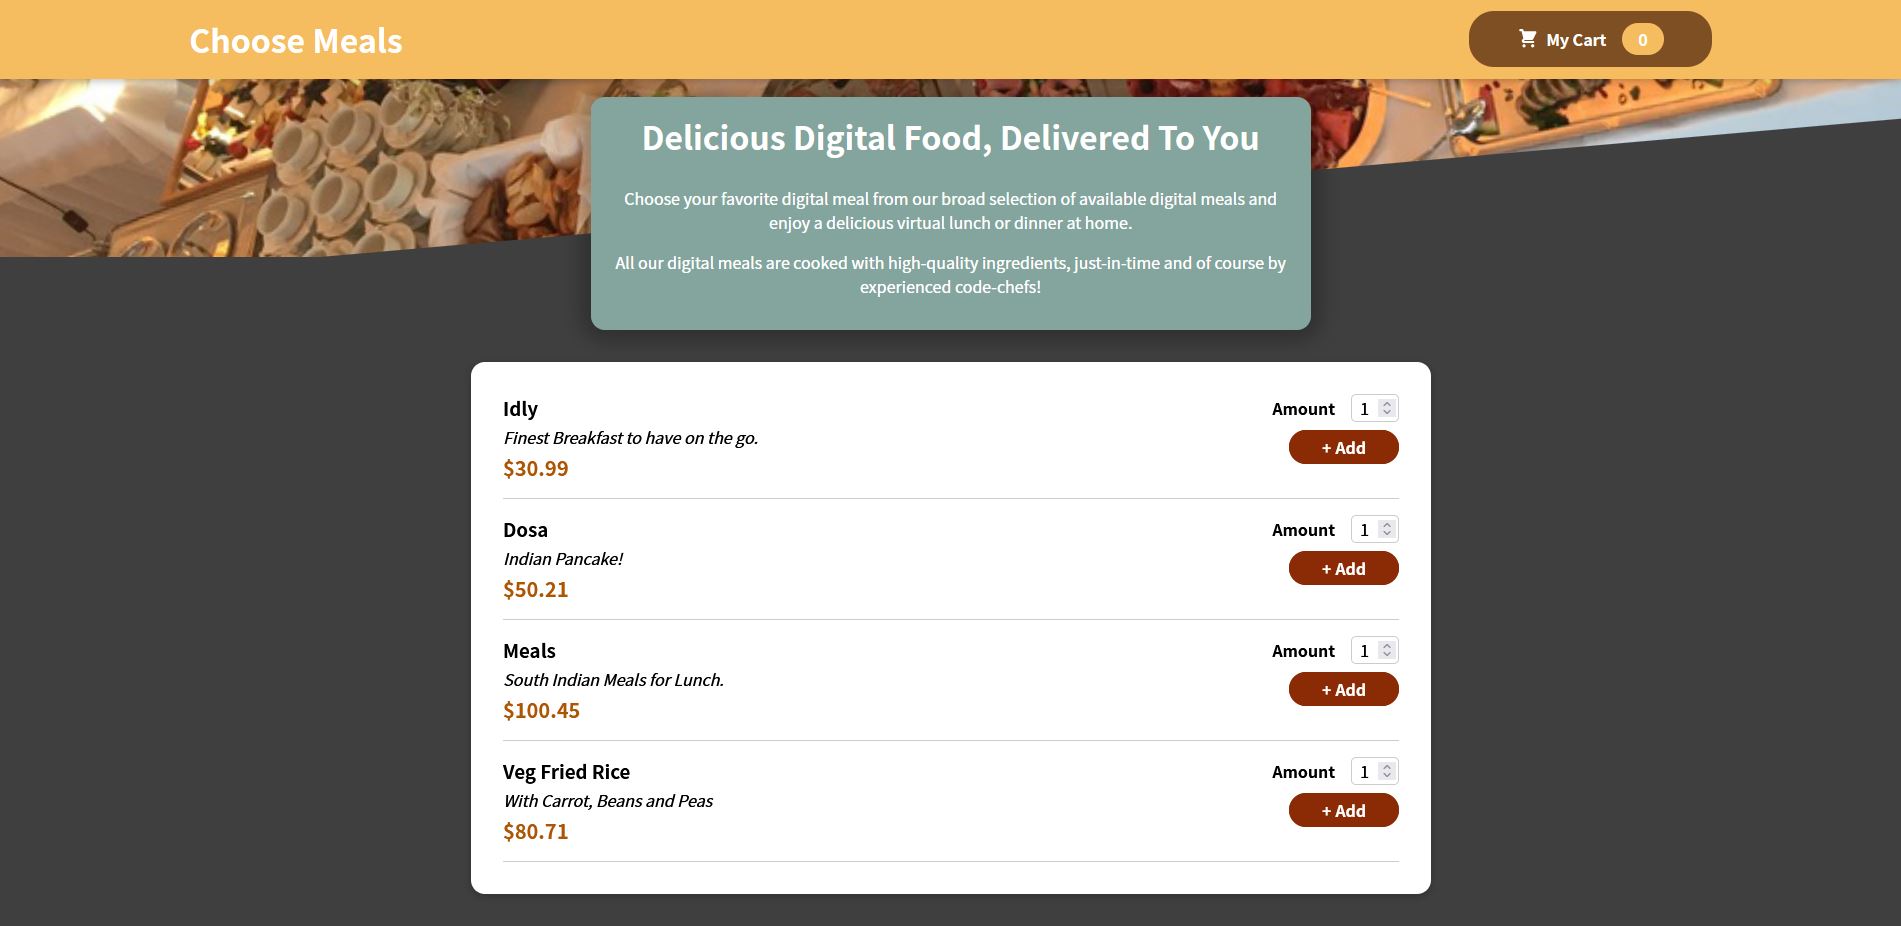 Choose Meals
My Cart 0
Delicious Digital Food, Delivered To You
Choose your favorite digital meal from our broad selection of available digital meals and
enjoy a delicious virtual lunch or dinner at home.
All our digital meals are cooked with high-quality ingredients, just-in-time and of course by
experienced code-chefs!
Idly
Amount 1
Finest Breakfast to have on the go.
+ Add
$30.99
Dosa
Amount 1
Indian Pancake!
+ Add
$50.21
Meals
Amount 1
South Indian Meals for Lunch.
+ Add
$100.45
Veg Fried Rice
Amount 1
With Carrot, Beans and Peas
+ Add
$80.71